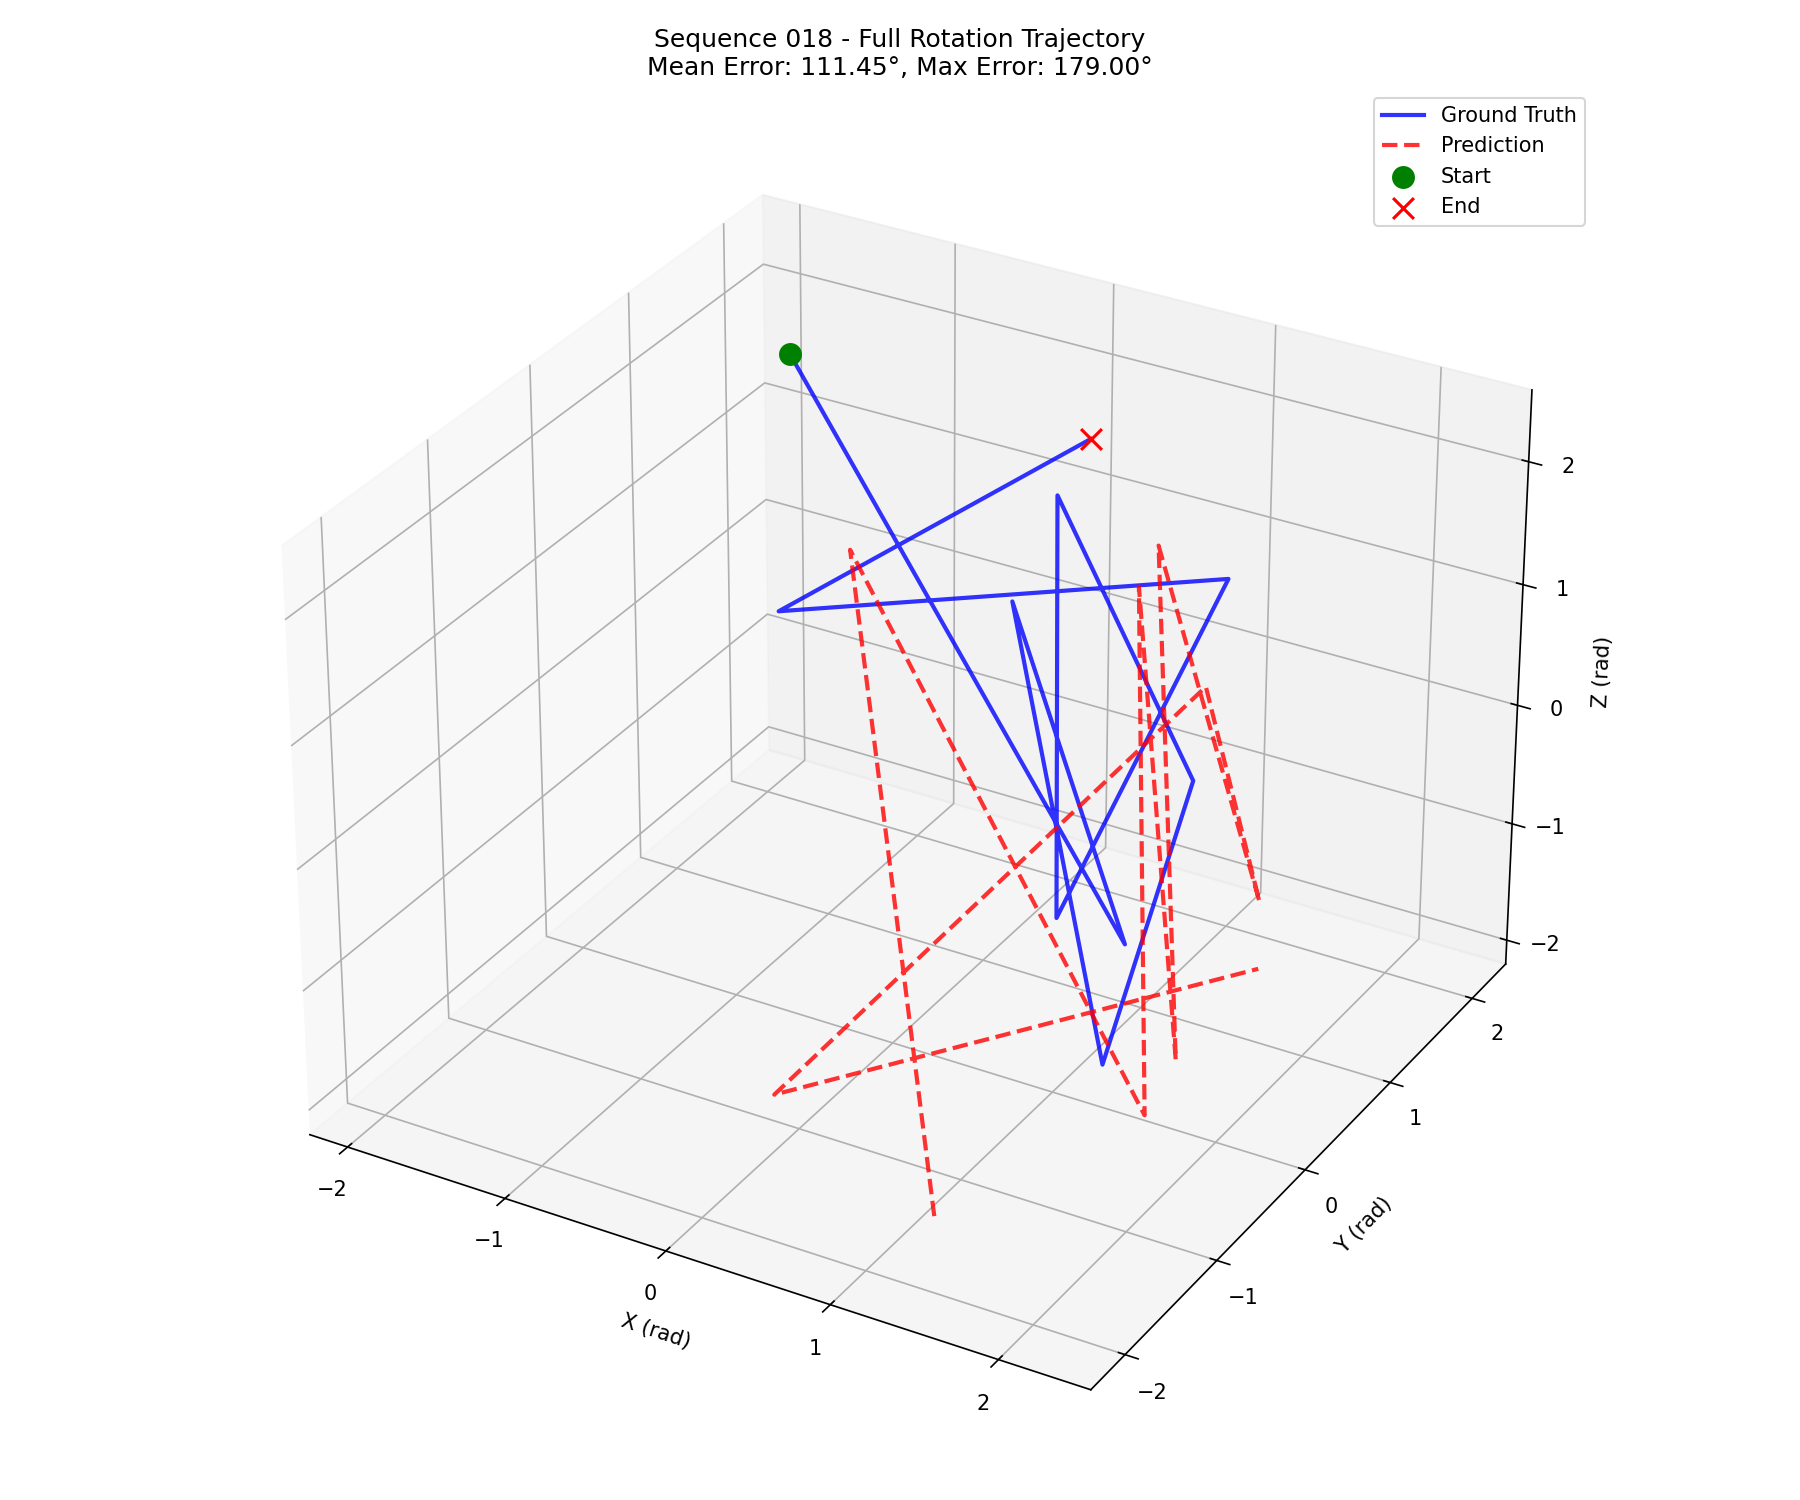 Sequence 018 - Full Rotation Trajectory
Mean Error: 111.45°, Max Error: 179.00°
Ground Truth
Prediction
Start
End
2
1
0
−1
−2
Z (rad)
2
1
0
−1
−2
Y (rad)
−2
−1
0
1
2
X (rad)